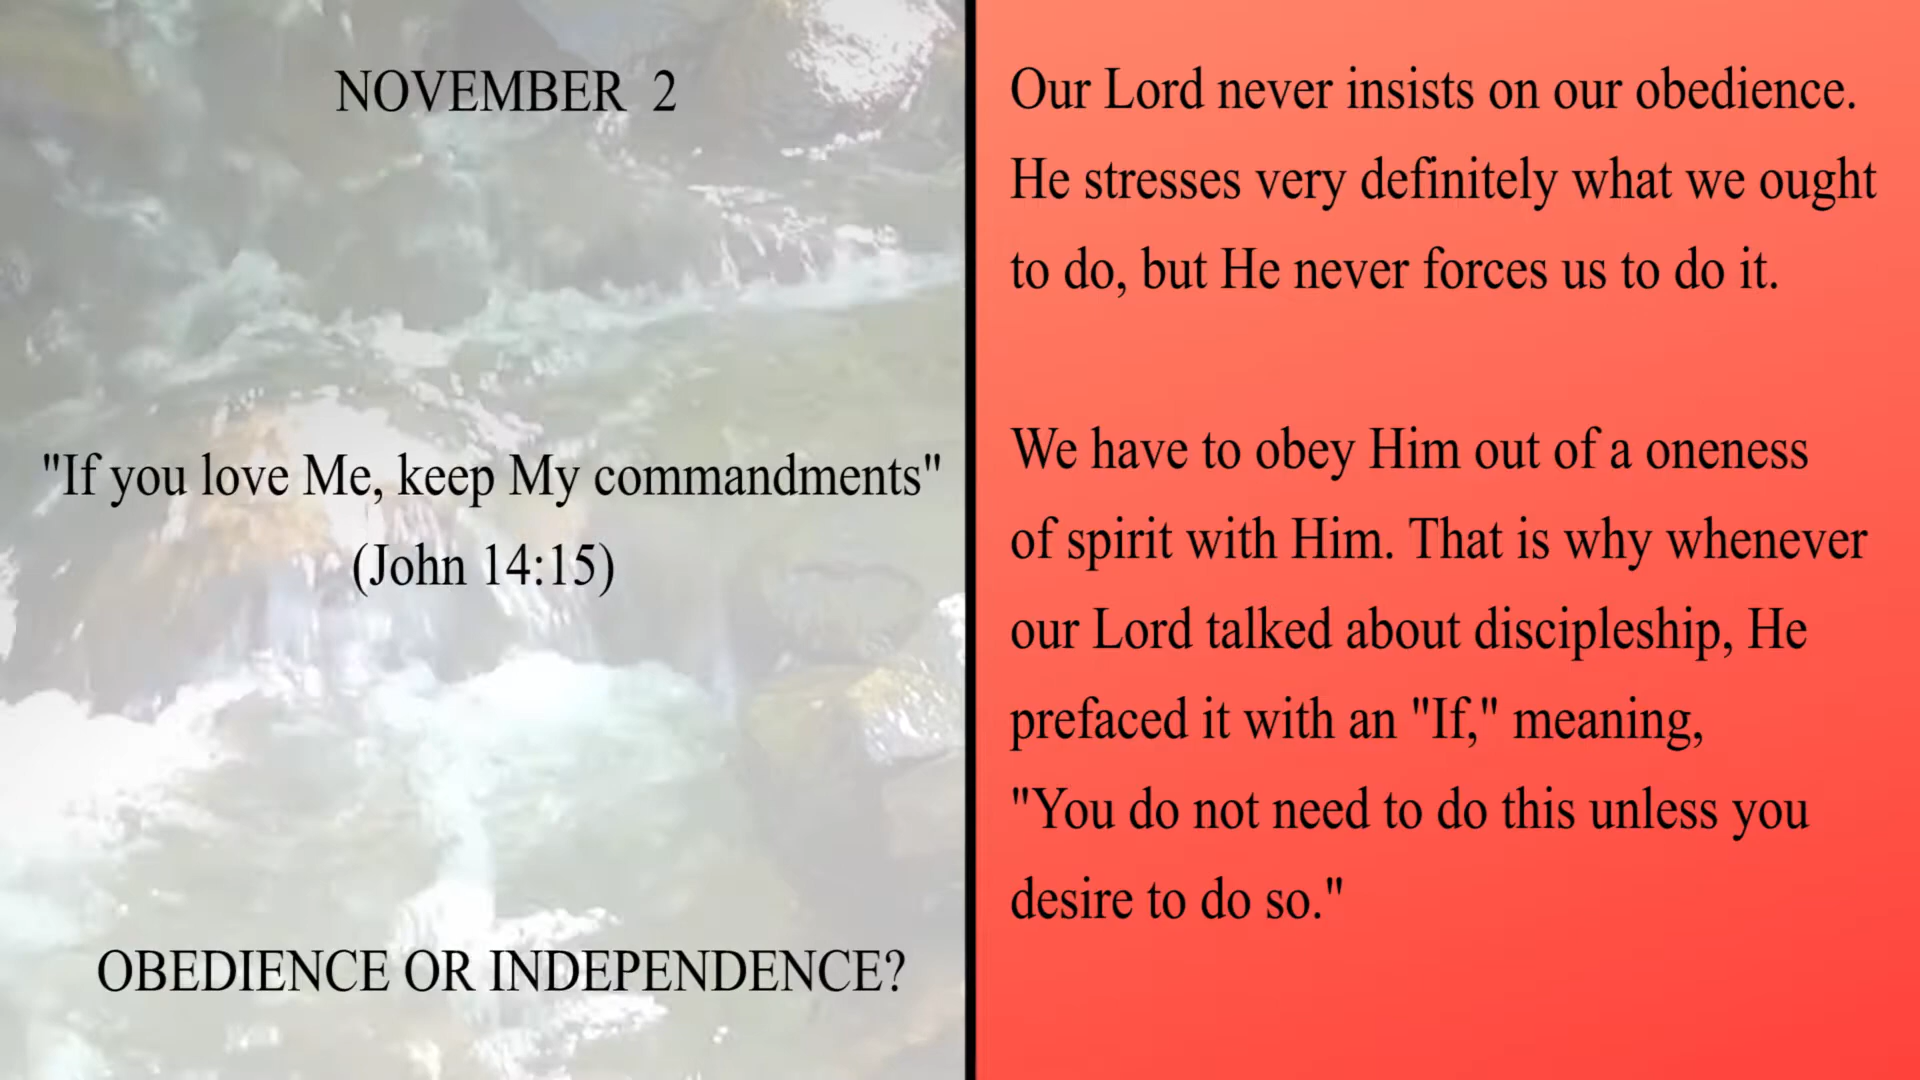 NOVEMBER 2
"If you love Me, keep My commandments"
(John 14:15)
OBEDIENCE OR INDEPENDENCE?
Our Lord never insists on our obedience.
He stresses very definitely what we ought
to do, but He never forces us to do it.
We have to obey Him out of a oneness
of spirit with Him. That is why whenever
our Lord talked about discipleship, He
prefaced it with an "If," meaning,
"You do not need to do this unless you
desire to do so."